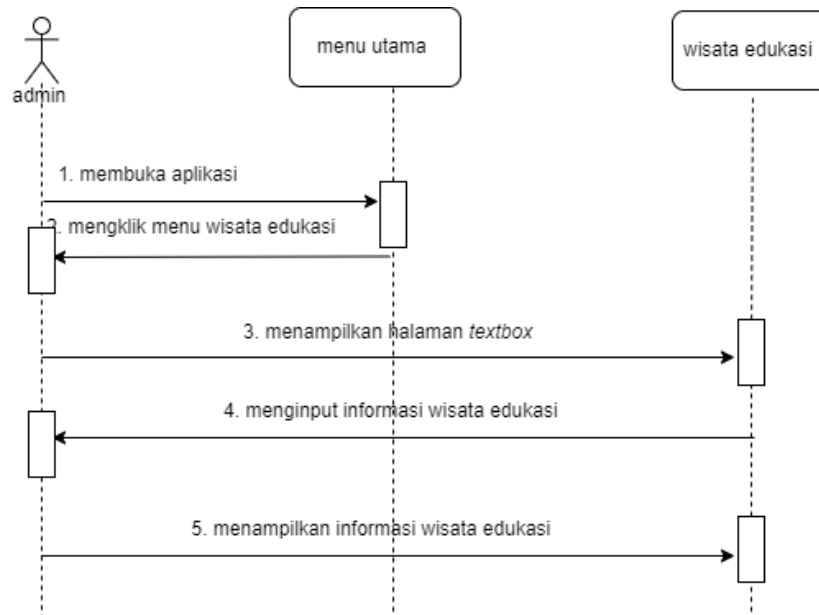 admin
menu utama
wisata edukasi
1. membuka aplikasi
2. mengklik menu wisata edukasi
3. menampilkan halaman textbox
4. menginput informasi wisata edukasi
5. menampilkan informasi wisata edukasi